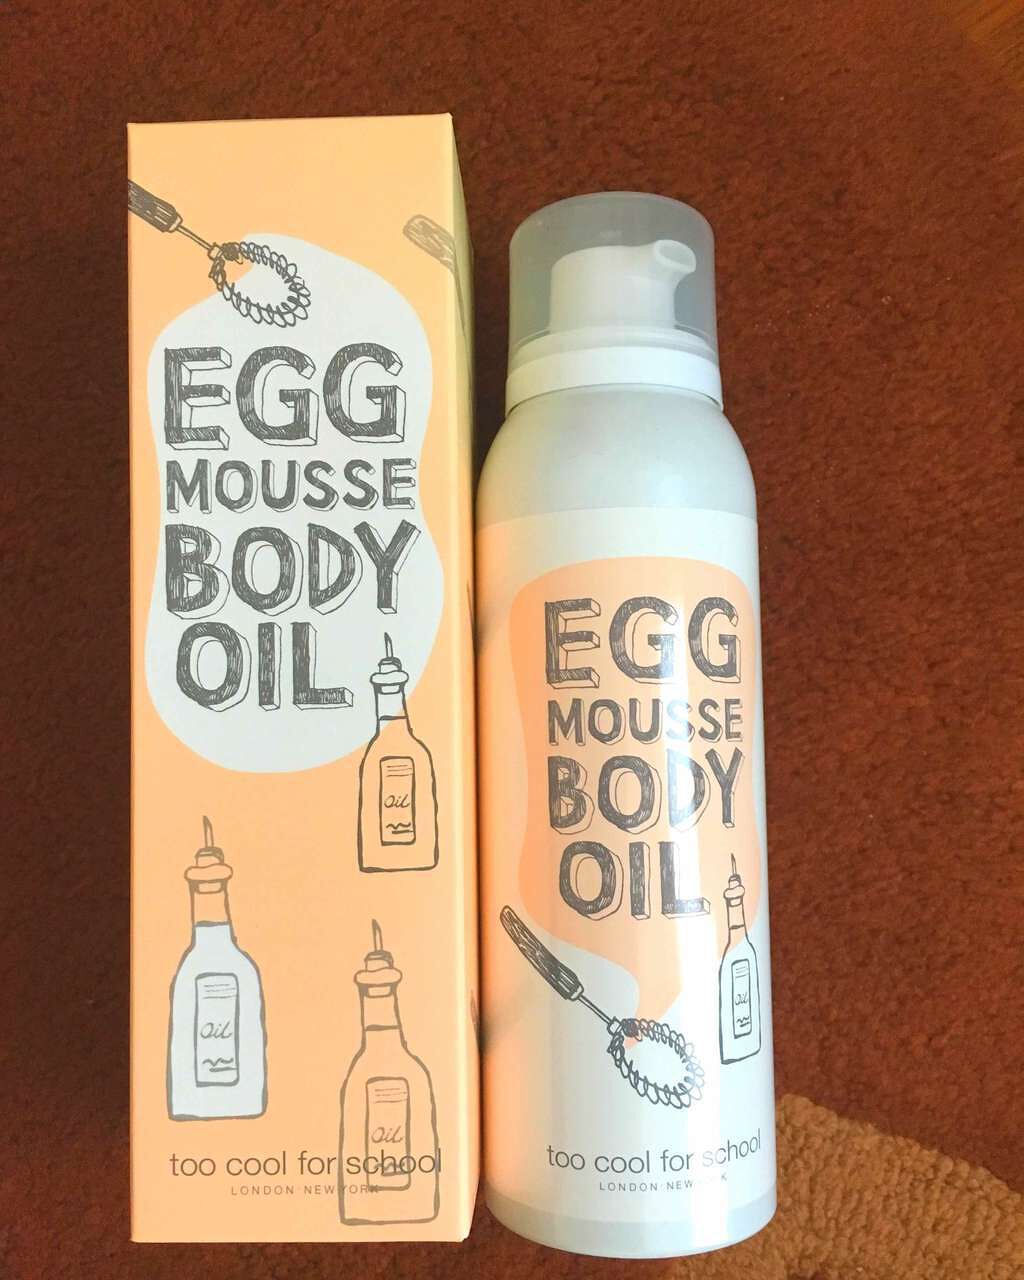 EGG
MOUSSE
BODY
OIL
Oil
Oil
Oil
too cool for school
LONDON NEW YORK
EGG
MOUSSE
BODY
OIL
Oil
too cool for school
LONDON NEW YORK